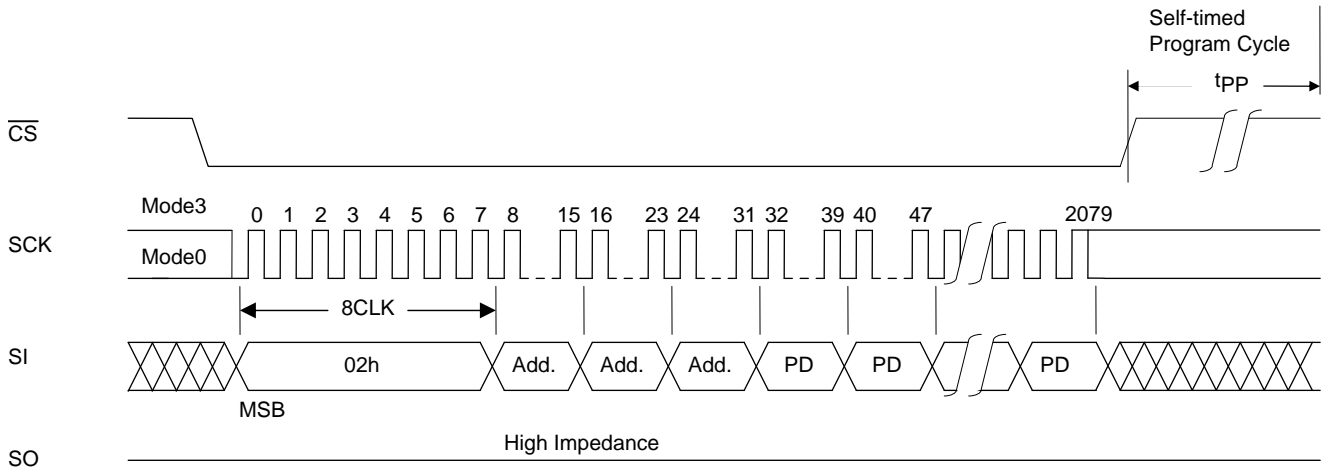 Self-timed
Program Cycle
tPP
CS
Mode3
0 1 2 3 4 5 6 7 8 15 16 23 24 31 32 39 40 47 2079
SCK
Mode0
8CLK
SI
02h Add. Add. Add. PD PD PD
MSB
High Impedance
SO